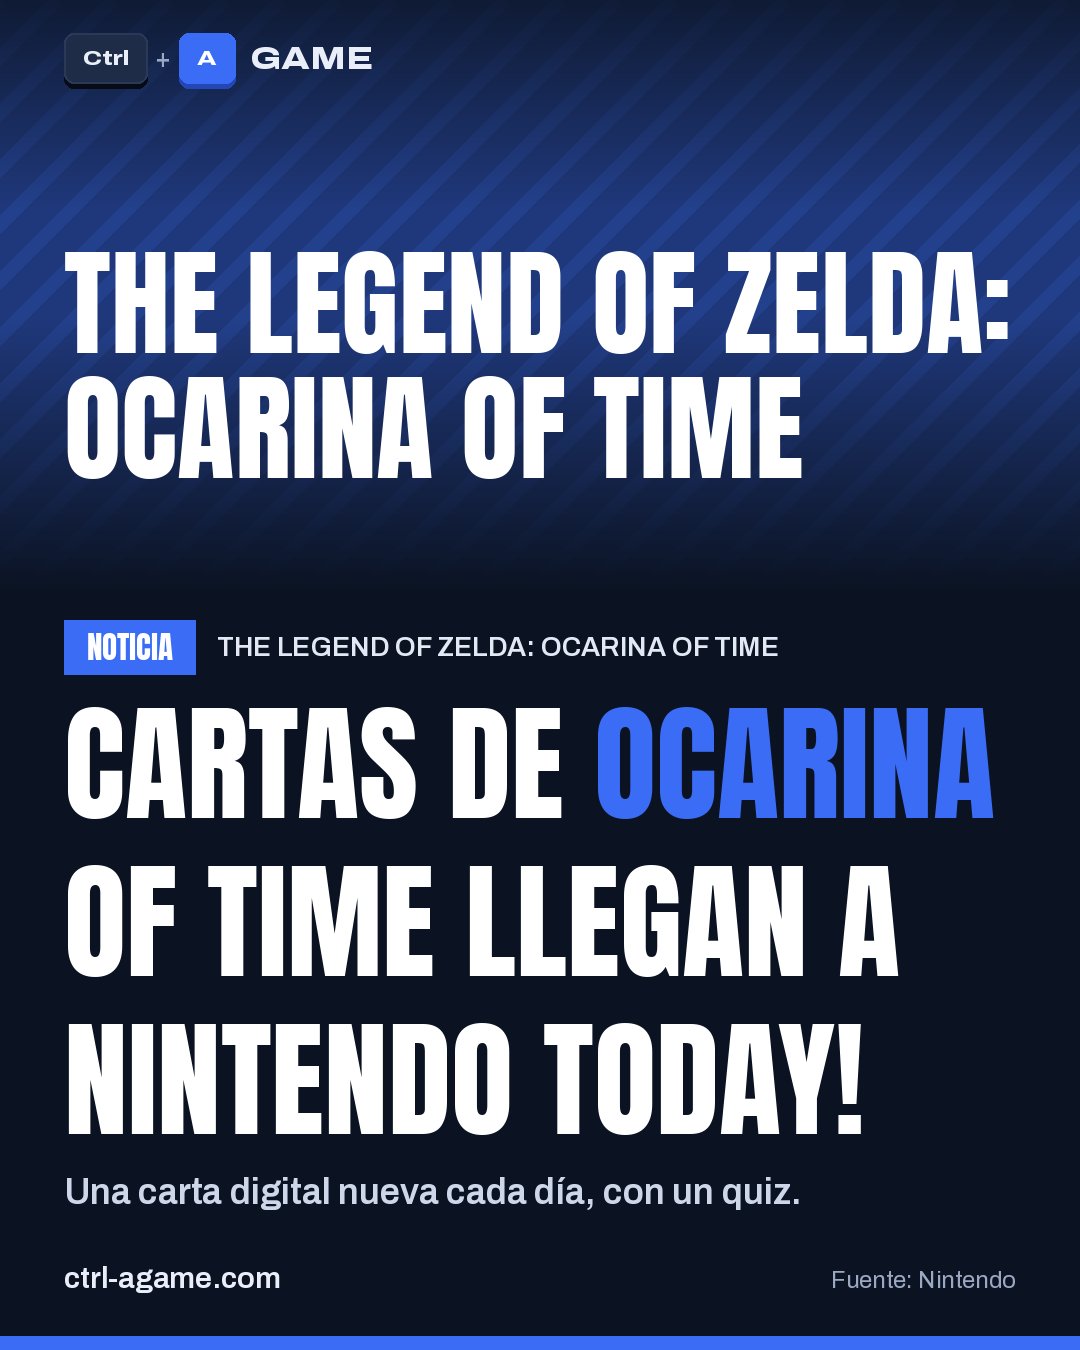 Ctrl + A GAME
THE LEGEND OF ZELDA:
OCARINA OF TIME
NOTICIA THE LEGEND OF ZELDA: OCARINA OF TIME
CARTAS DE OCARINA
OF TIME LLEGAN A
NINTENDO TODAY!
Una carta digital nueva cada día, con un quiz.
ctrl-agame.com Fuente: Nintendo